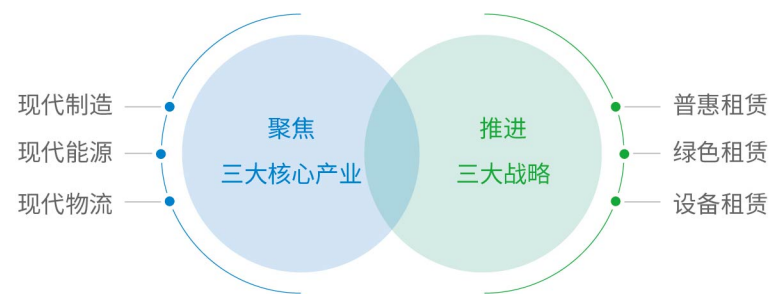 现代制造
现代能源
现代物流
聚焦
三大核心产业
推进
三大战略
普惠租赁
绿色租赁
设备租赁